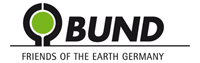 BUND
FRIENDS OF THE EARTH GERMANY